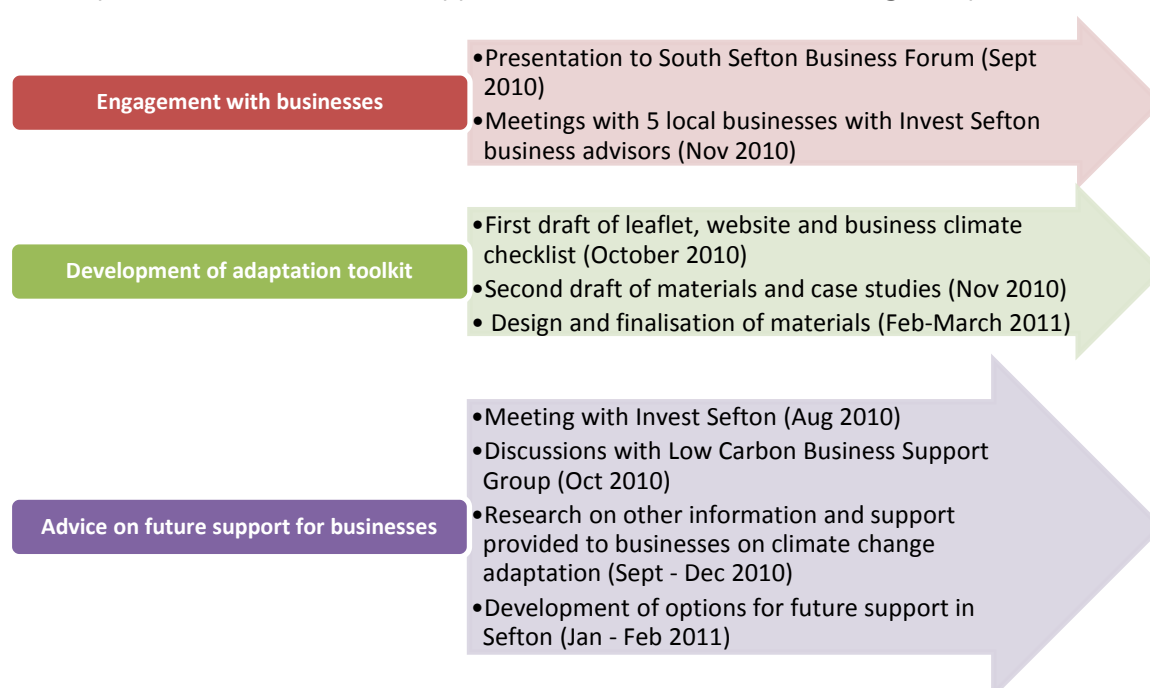 Engagement with businesses
•Presentation to South Sefton Business Forum (Sept
2010)
•Meetings with 5 local businesses with Invest Sefton
business advisors (Nov 2010)
Development of adaptation toolkit
•First draft of leaflet, website and business climate
checklist (October 2010)
•Second draft of materials and case studies (Nov 2010)
• Design and finalisation of materials (Feb-March 2011)
Advice on future support for businesses
•Meeting with Invest Sefton (Aug 2010)
•Discussions with Low Carbon Business Support
Group (Oct 2010)
•Research on other information and support
provided to businesses on climate change
adaptation (Sept - Dec 2010)
•Development of options for future support in
Sefton (Jan - Feb 2011)